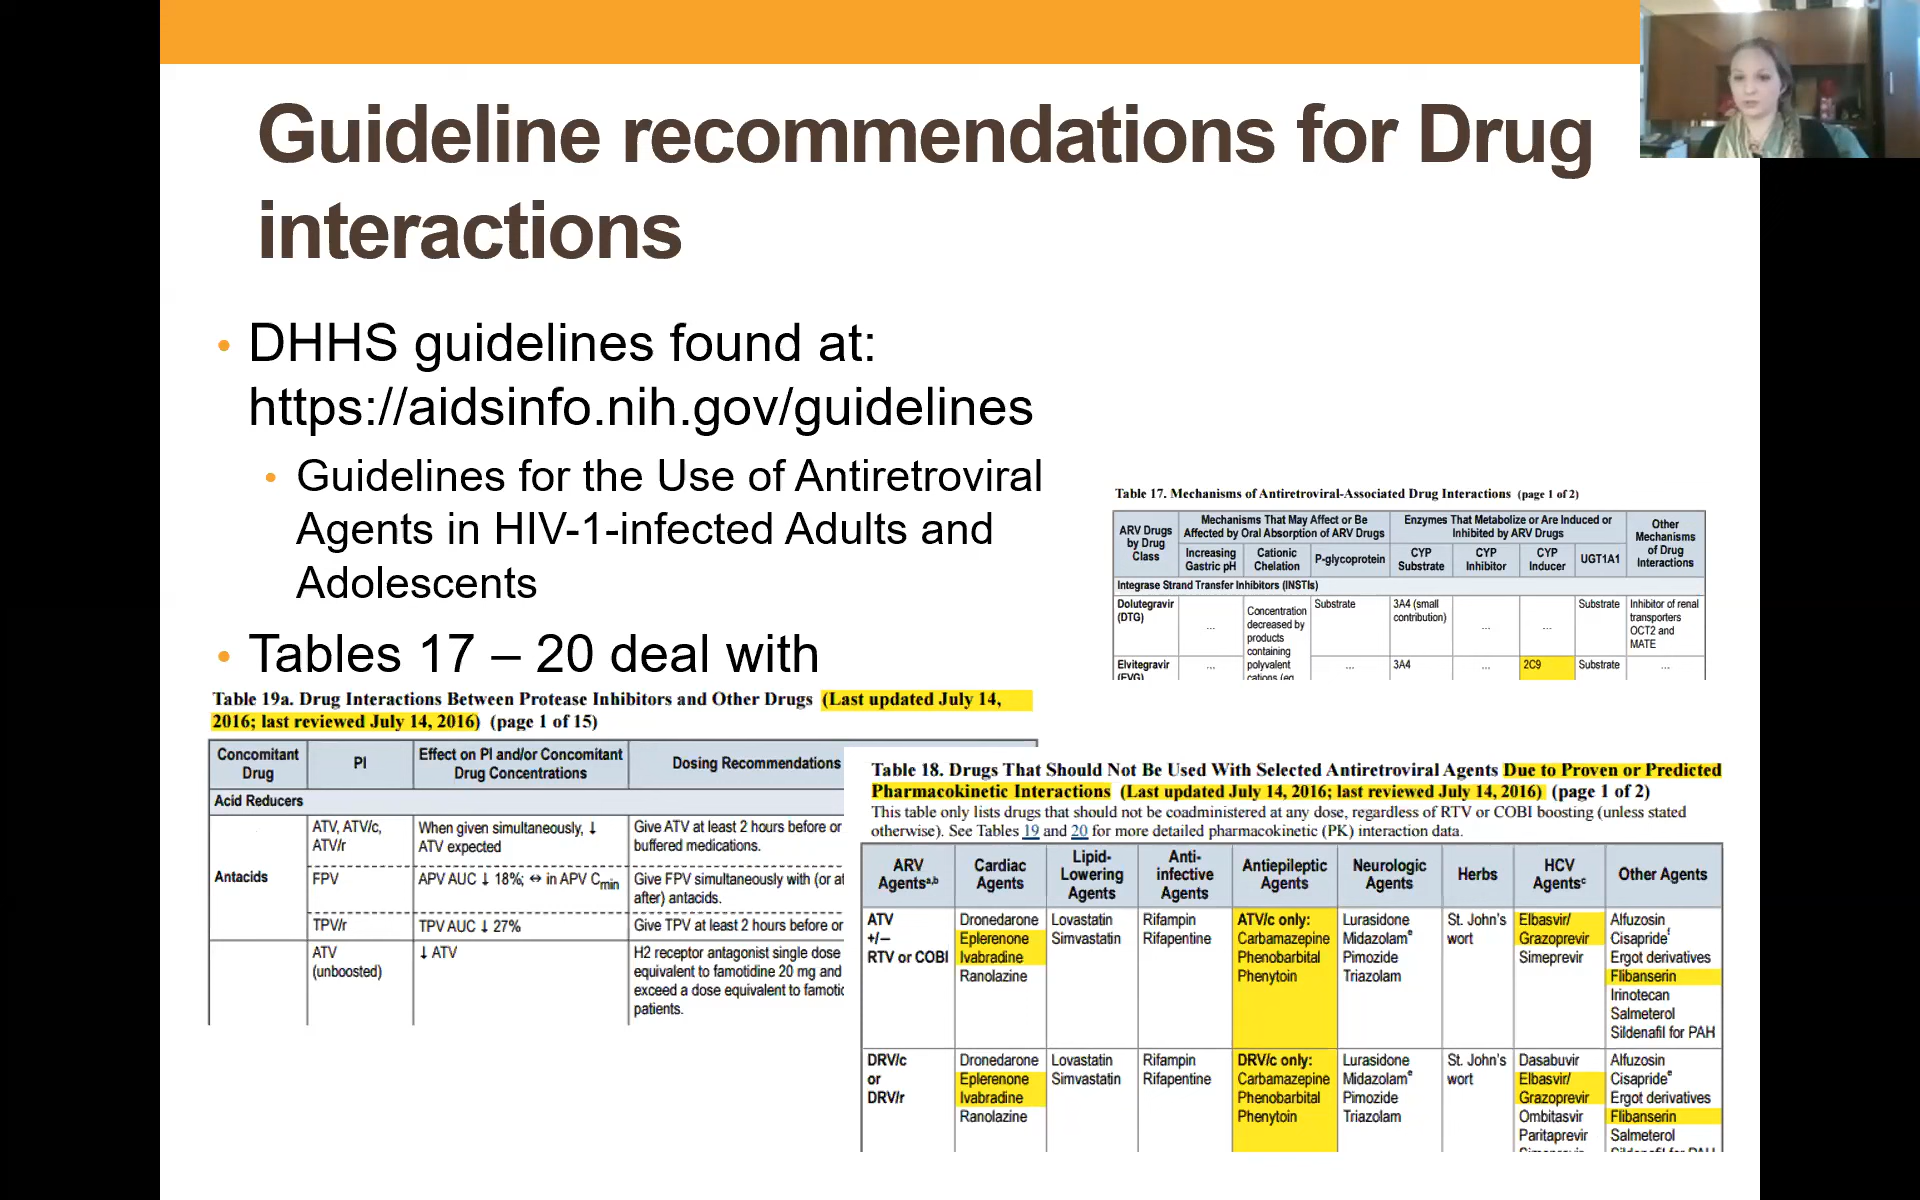 Guideline recommendations for Drug
interactions
• DHHS guidelines found at:
https://aidsinfo.nih.gov/guidelines
• Guidelines for the Use of Antiretroviral
Agents in HIV-1-infected Adults and
Adolescents
• Tables 17 – 20 deal with
Table 17. Mechanisms of Antiretroviral-Associated Drug Interactions (page 1 of 2)
ARV Drugs by Drug Class
Mechanisms That May Affect or Be Affected by Oral Absorption of ARV Drugs
Enzymes That Metabolize or Are Induced or Inhibited by ARV Drugs
Other Mechanisms of Drug Interactions
Increasing Gastric pH
Cationic Chelation
P-glycoprotein
CYP Substrate
CYP Inhibitor
CYP Inducer
UGT1A1
Integrase Strand Transfer Inhibitors (INSTIs)
Dolutegravir (DTG)
...
Concentration decreased by products containing polyvalent cations (eg
Substrate
3A4 (small contribution)
...
...
Substrate
Inhibitor of renal transporters OCT2 and MATE
Elvitegravir (EVG)
...
...
3A4
...
2C9
Substrate
...
Table 19a. Drug Interactions Between Protease Inhibitors and Other Drugs (Last updated July 14,
2016; last reviewed July 14, 2016) (page 1 of 15)
Concomitant Drug
PI
Effect on PI and/or Concomitant Drug Concentrations
Dosing Recommendations
Acid Reducers
Antacids
ATV, ATV/c, ATV/r
When given simultaneously, ↓ ATV expected
Give ATV at least 2 hours before or
buffered medications.
FPV
APV AUC ↓ 18%; ↔ in APV Cmin
Give FPV simultaneously with (or at
after) antacids.
TPV/r
TPV AUC ↓ 27%
Give TPV at least 2 hours before or
ATV (unboosted)
↓ ATV
H2 receptor antagonist single dose
equivalent to famotidine 20 mg and
exceed a dose equivalent to famotic
patients.
Table 18. Drugs That Should Not Be Used With Selected Antiretroviral Agents Due to Proven or Predicted
Pharmacokinetic Interactions (Last updated July 14, 2016; last reviewed July 14, 2016) (page 1 of 2)
This table only lists drugs that should not be coadministered at any dose, regardless of RTV or COBI boosting (unless stated
otherwise). See Tables 19 and 20 for more detailed pharmacokinetic (PK) interaction data.
ARV Agents a,b
Cardiac Agents
Lipid-Lowering Agents
Anti-infective Agents
Antiepileptic Agents
Neurologic Agents
Herbs
HCV Agents c
Other Agents
ATV
+/–
RTV or COBI
Dronedarone
Eplerenone
Ivabradine
Ranolazine
Lovastatin
Simvastatin
Rifampin
Rifapentine
ATV/c only:
Carbamazepine
Phenobarbital
Phenytoin
Lurasidone
Midazolam e
Pimozide
Triazolam
St. John's
wort
Elbasvir/
Grazoprevir
Simeprevir
Alfuzosin
Cisapride f
Ergot derivatives
Flibanserin
Irinotecan
Salmeterol
Sildenafil for PAH
DRV/c
or
DRV/r
Dronedarone
Eplerenone
Ivabradine
Ranolazine
Lovastatin
Simvastatin
Rifampin
Rifapentine
DRV/c only:
Carbamazepine
Phenobarbital
Phenytoin
Lurasidone
Midazolam e
Pimozide
Triazolam
St. John's
wort
Dasabuvir
Elbasvir/
Grazoprevir
Ombitasvir
Paritaprevir
Alfuzosin
Cisapride e
Ergot derivatives
Flibanserin
Salmeterol